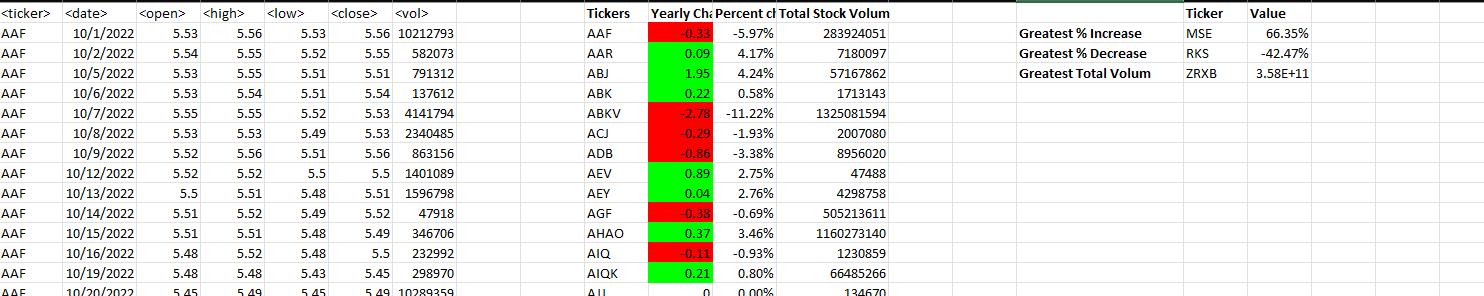 <ticker> <date> <open> <high> <low> <close> <vol> Tickers Yearly Cha Percent ch Total Stock Volum Ticker Value
AAF 10/1/2022 5.53 5.56 5.53 5.56 10212793 AAF -0.33 -5.97% 283924051 Greatest % Increase MSE 66.35%
AAF 10/2/2022 5.54 5.55 5.52 5.55 582073 AAR 0.09 4.17% 7180097 Greatest % Decrease RKS -42.47%
AAF 10/5/2022 5.53 5.55 5.51 5.51 791312 ABJ 1.95 4.24% 57167862 Greatest Total Volum ZRXB 3.58E+11
AAF 10/6/2022 5.53 5.54 5.51 5.54 137612 ABK 0.22 0.58% 1713143
AAF 10/7/2022 5.55 5.55 5.52 5.53 4141794 ABKV -2.78 -11.22% 1325081594
AAF 10/8/2022 5.53 5.53 5.49 5.53 2340485 ACJ -0.29 -1.93% 2007080
AAF 10/9/2022 5.52 5.56 5.51 5.56 863156 ADB -0.86 -3.38% 8956020
AAF 10/12/2022 5.52 5.52 5.5 5.5 1401089 AEV 0.89 2.75% 47488
AAF 10/13/2022 5.5 5.51 5.48 5.51 1596798 AEY 0.04 2.76% 4298758
AAF 10/14/2022 5.51 5.52 5.49 5.52 47918 AGF -0.38 -0.69% 505213611
AAF 10/15/2022 5.51 5.51 5.48 5.49 346706 AHAO 0.37 3.46% 1160273140
AAF 10/16/2022 5.48 5.52 5.48 5.5 232992 AIQ -0.11 -0.93% 1230859
AAF 10/19/2022 5.48 5.48 5.43 5.45 298970 AIQK 0.21 0.80% 66485266
AAF 10/20/2022 5.45 5.49 5.45 5.49 10289359 0 0.00% 134670